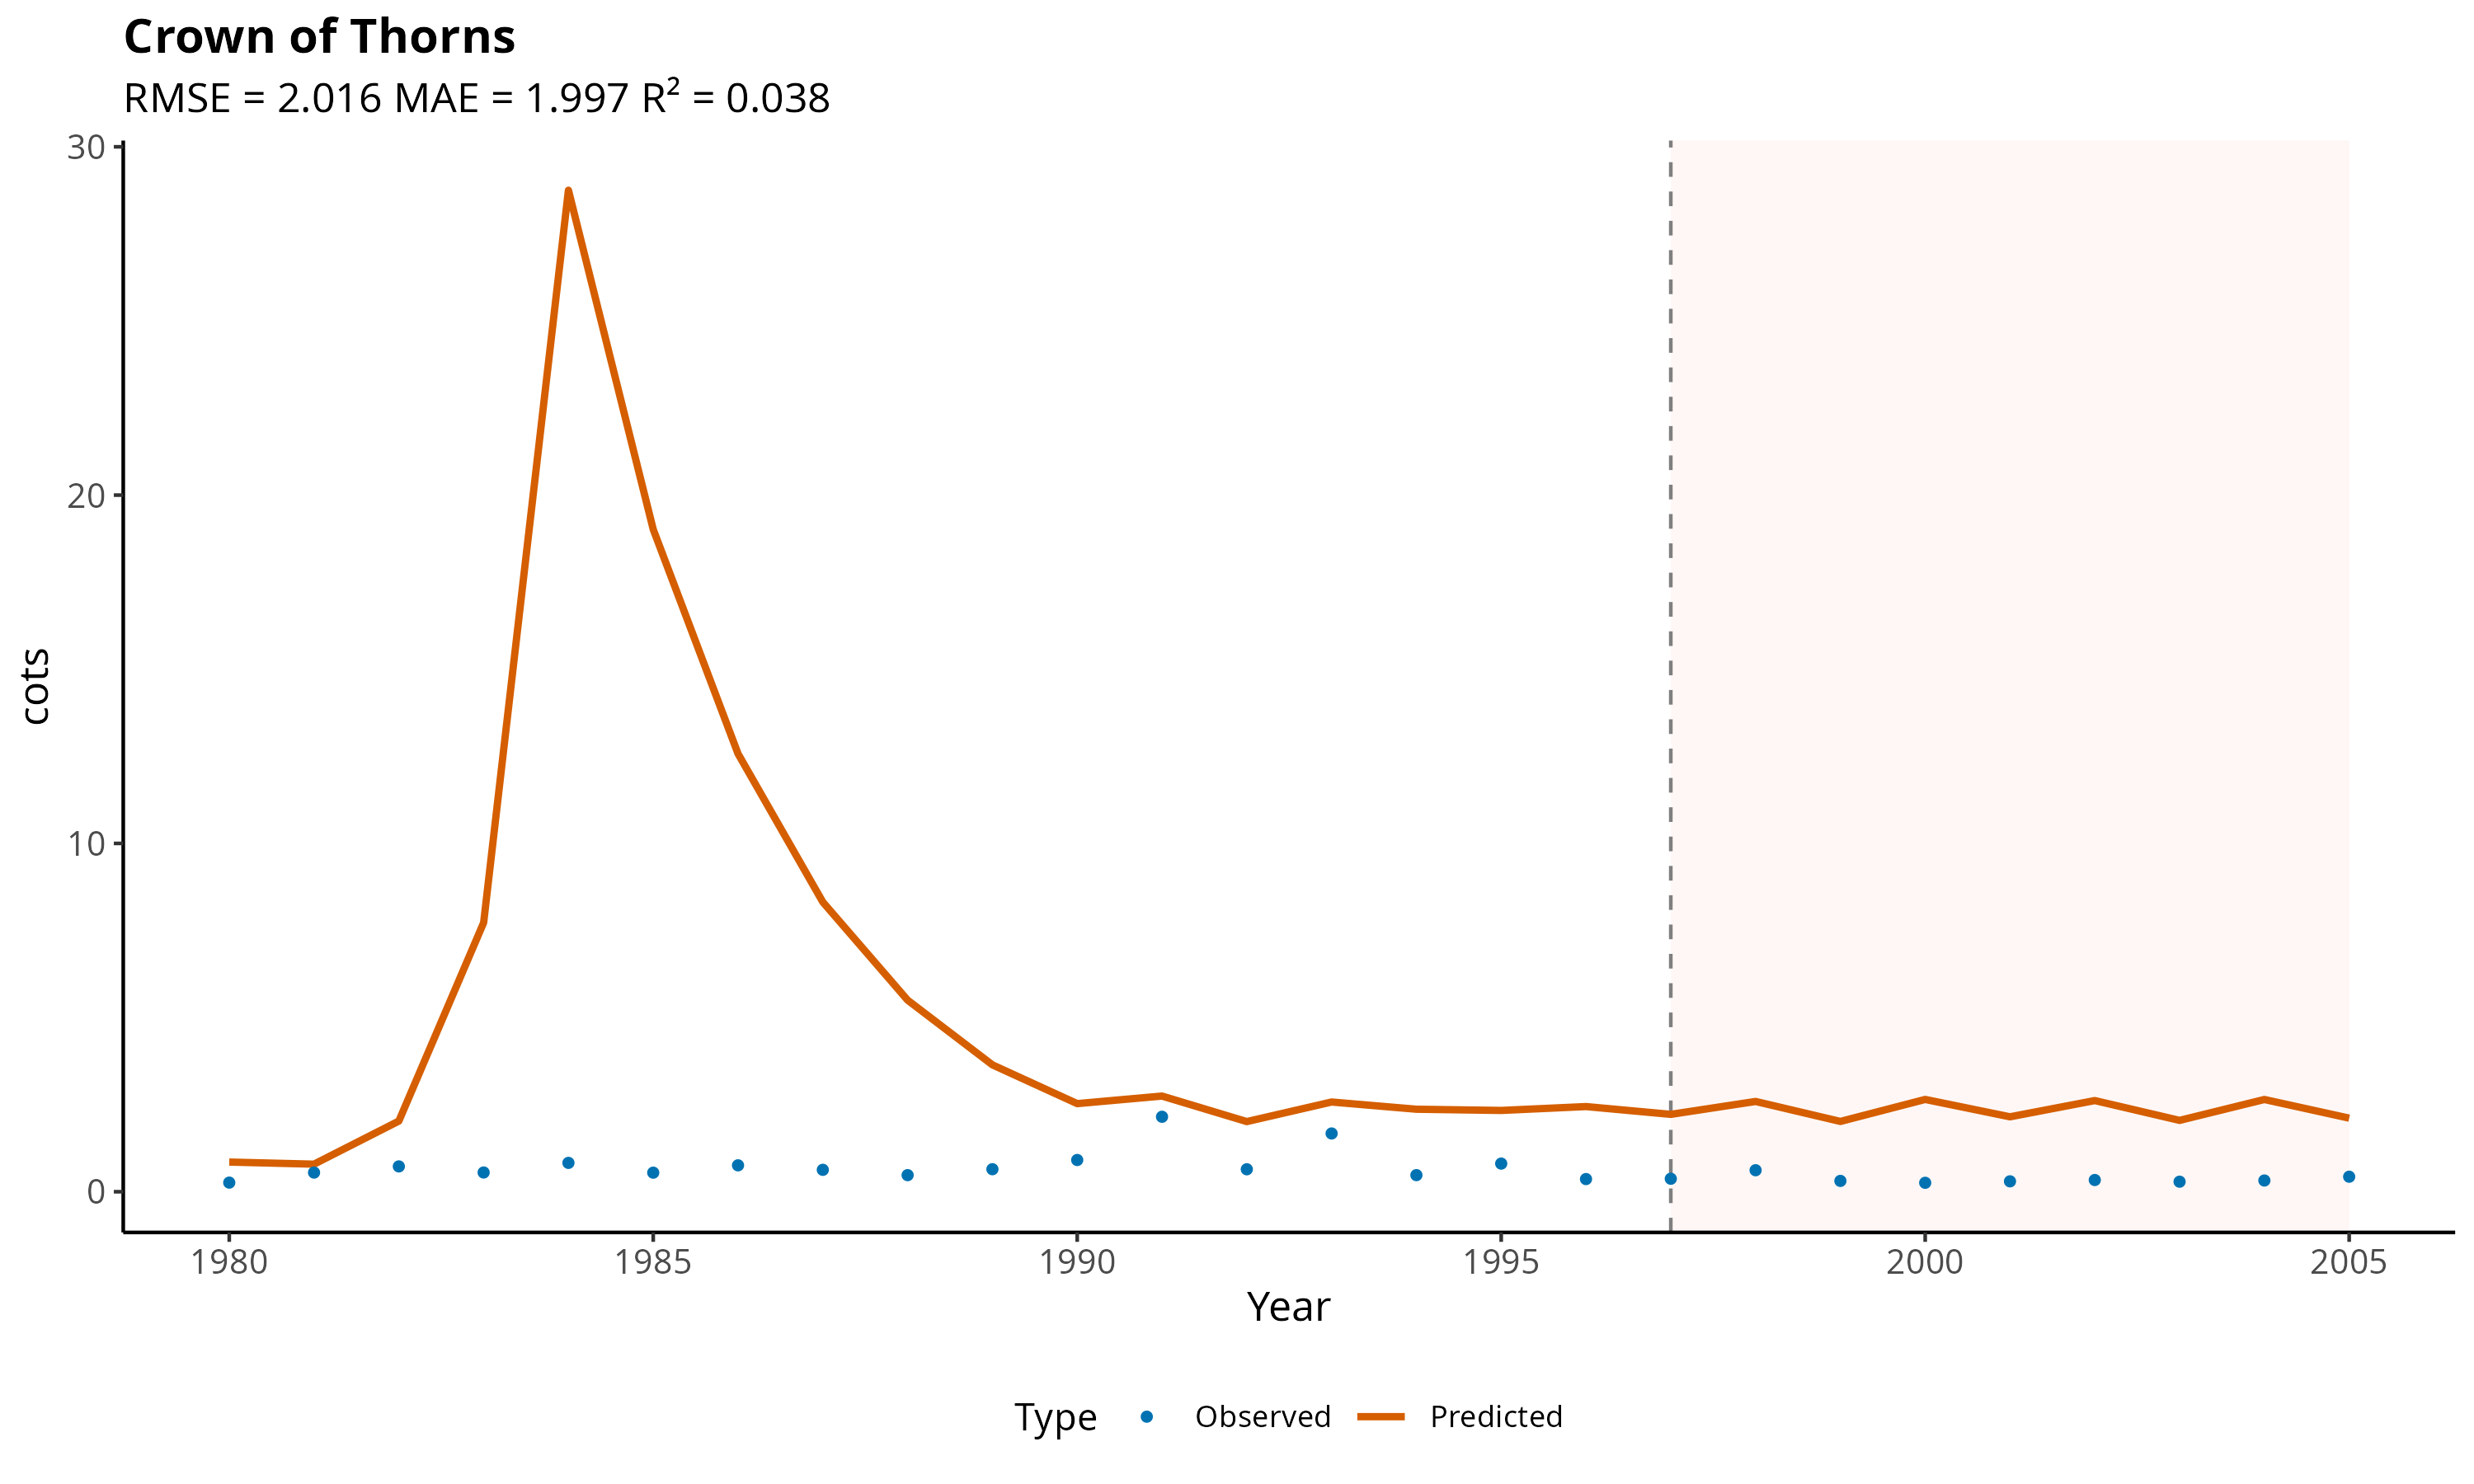 Crown of Thorns
RMSE = 2.016 MAE = 1.997 R² = 0.038
30
20
10
0
cots
1980 1985 1990 1995 2000 2005
Year
Type Observed Predicted